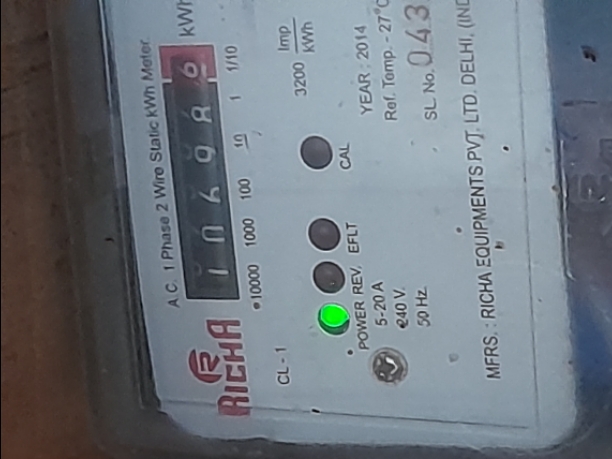 A C. 1 Phase 2 Wire Static kWh Meter
kWh
10000 1000 100 10 1 1/10
RICHA
CL - 1
3200 Imp
kWh
POWER REV. EFLT CAL
5-20 A
240 V.
50 Hz.
YEAR : 2014
Ref. Temp. - 27°C
SL. No. 043
MFRS. : RICHA EQUIPMENTS PVT. LTD. DELHI. (IND